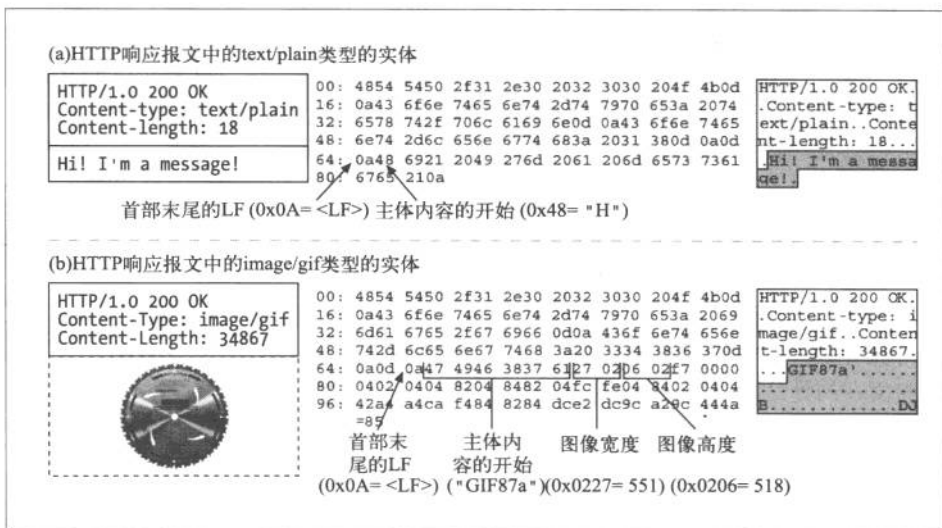 (a)HTTP响应报文中的text/plain类型的实体
HTTP/1.0 200 OK
Content-type: text/plain
Content-length: 18
Hi! I'm a message!
00: 4854 5450 2f31 2e30 2032 3030 204f 4b0d
16: 0a43 6f6e 7465 6e74 2d74 7970 653a 2074
32: 6578 742f 706c 6169 6e0d 0a43 6f6e 7465
48: 6e74 2d6c 656e 6774 683a 2031 380d 0a0d
64: 0a48 6921 2049 276d 2061 206d 6573 7361
80: 6765 210a
HTTP/1.0 200 OK.
.Content-type: t
ext/plain..Conte
nt-length: 18...
.Hi! I'm a messa
ge!.
首部末尾的LF (0x0A= <LF>) 主体内容的开始 (0x48= "H")
(b)HTTP响应报文中的image/gif类型的实体
HTTP/1.0 200 OK
Content-Type: image/gif
Content-Length: 34867
00: 4854 5450 2f31 2e30 2032 3030 204f 4b0d
16: 0a43 6f6e 7465 6e74 2d74 7970 653a 2069
32: 6d61 6765 2f67 6966 0d0a 436f 6e74 656e
48: 742d 6c65 6e67 7468 3a20 3334 3836 370d
64: 0a0d 0a47 4946 3837 6127 0206 02f7 0000
80: 0402 0404 8204 8482 04fc fe04 8402 0404
96: 42a4 a4ca f484 8284 dce2 dc9c a29c 444a
=85
HTTP/1.0 200 OK.
.Content-type: i
mage/gif..Conten
t-length: 34867.
...GIF87a'......
................
B.............DJ
首部末
尾的LF
(0x0A= <LF>)
主体内
容的开始
("GIF87a")
图像宽度
(0x0227= 551)
图像高度
(0x0206= 518)